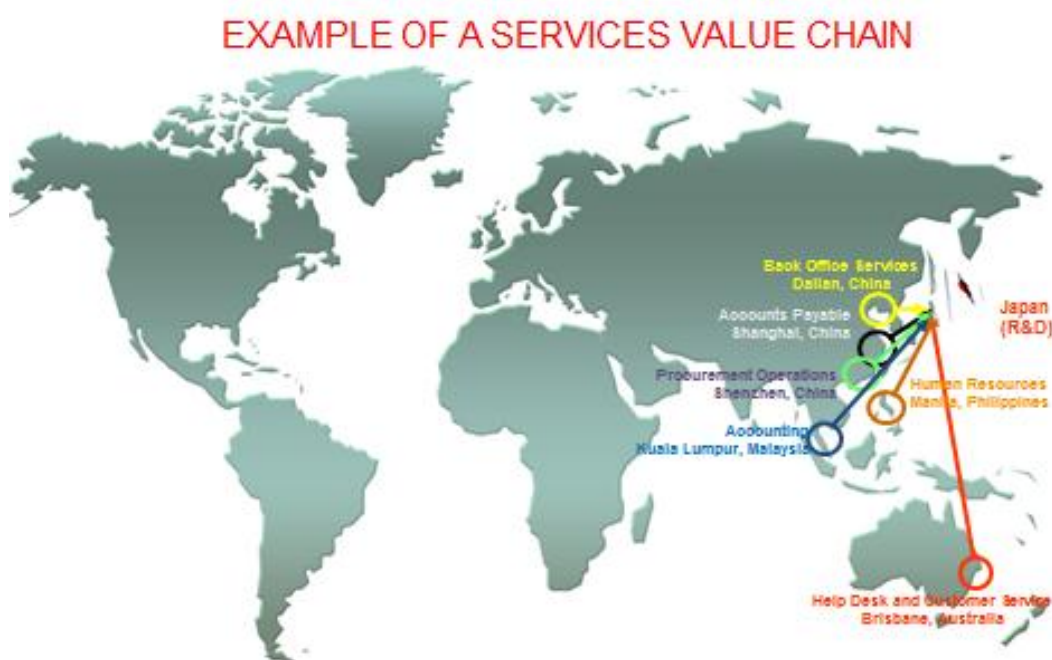 EXAMPLE OF A SERVICES VALUE CHAIN
Back Office Services
Dalian, China
Accounts Payable
Shanghai, China
Japan
(R&D)
Procurement Operations
Shenzhen, China
Human Resources
Manila, Philippines
Accounting
Kuala Lumpur, Malaysia
Help Desk and Customer Service
Brisbane, Australia